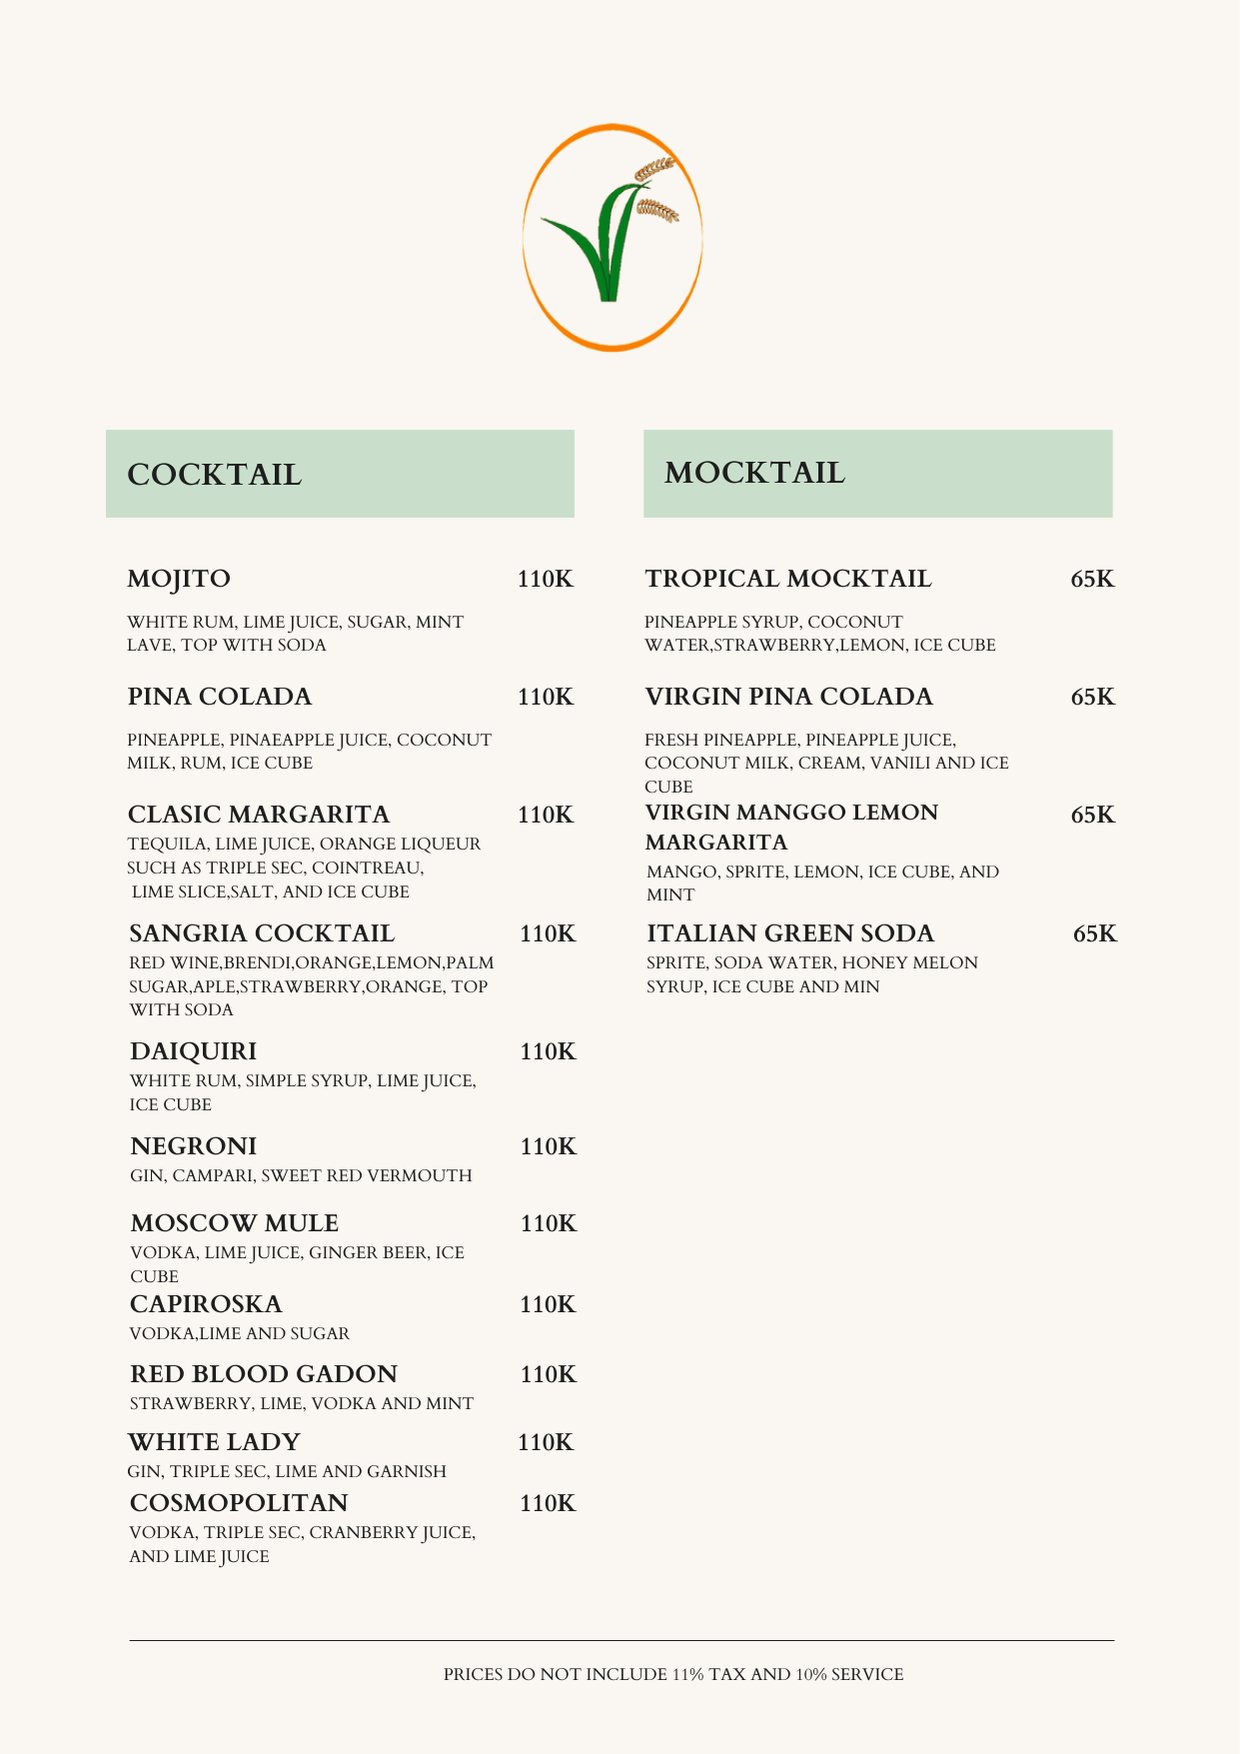 COCKTAIL
MOJITO 110K
WHITE RUM, LIME JUICE, SUGAR, MINT
LAVE, TOP WITH SODA
PINA COLADA 110K
PINEAPPLE, PINAEAPPLE JUICE, COCONUT
MILK, RUM, ICE CUBE
CLASIC MARGARITA 110K
TEQUILA, LIME JUICE, ORANGE LIQUEUR
SUCH AS TRIPLE SEC, COINTREAU,
LIME SLICE,SALT, AND ICE CUBE
SANGRIA COCKTAIL 110K
RED WINE,BRENDI,ORANGE,LEMON,PALM
SUGAR,APLE,STRAWBERRY,ORANGE, TOP
WITH SODA
DAIQUIRI 110K
WHITE RUM, SIMPLE SYRUP, LIME JUICE,
ICE CUBE
NEGRONI 110K
GIN, CAMPARI, SWEET RED VERMOUTH
MOSCOW MULE 110K
VODKA, LIME JUICE, GINGER BEER, ICE
CUBE
CAPIROSKA 110K
VODKA,LIME AND SUGAR
RED BLOOD GADON 110K
STRAWBERRY, LIME, VODKA AND MINT
WHITE LADY 110K
GIN, TRIPLE SEC, LIME AND GARNISH
COSMOPOLITAN 110K
VODKA, TRIPLE SEC, CRANBERRY JUICE,
AND LIME JUICE
MOCKTAIL
TROPICAL MOCKTAIL 65K
PINEAPPLE SYRUP, COCONUT
WATER,STRAWBERRY,LEMON, ICE CUBE
VIRGIN PINA COLADA 65K
FRESH PINEAPPLE, PINEAPPLE JUICE,
COCONUT MILK, CREAM, VANILI AND ICE
CUBE
VIRGIN MANGGO LEMON 65K
MARGARITA
MANGO, SPRITE, LEMON, ICE CUBE, AND
MINT
ITALIAN GREEN SODA 65K
SPRITE, SODA WATER, HONEY MELON
SYRUP, ICE CUBE AND MIN
PRICES DO NOT INCLUDE 11% TAX AND 10% SERVICE